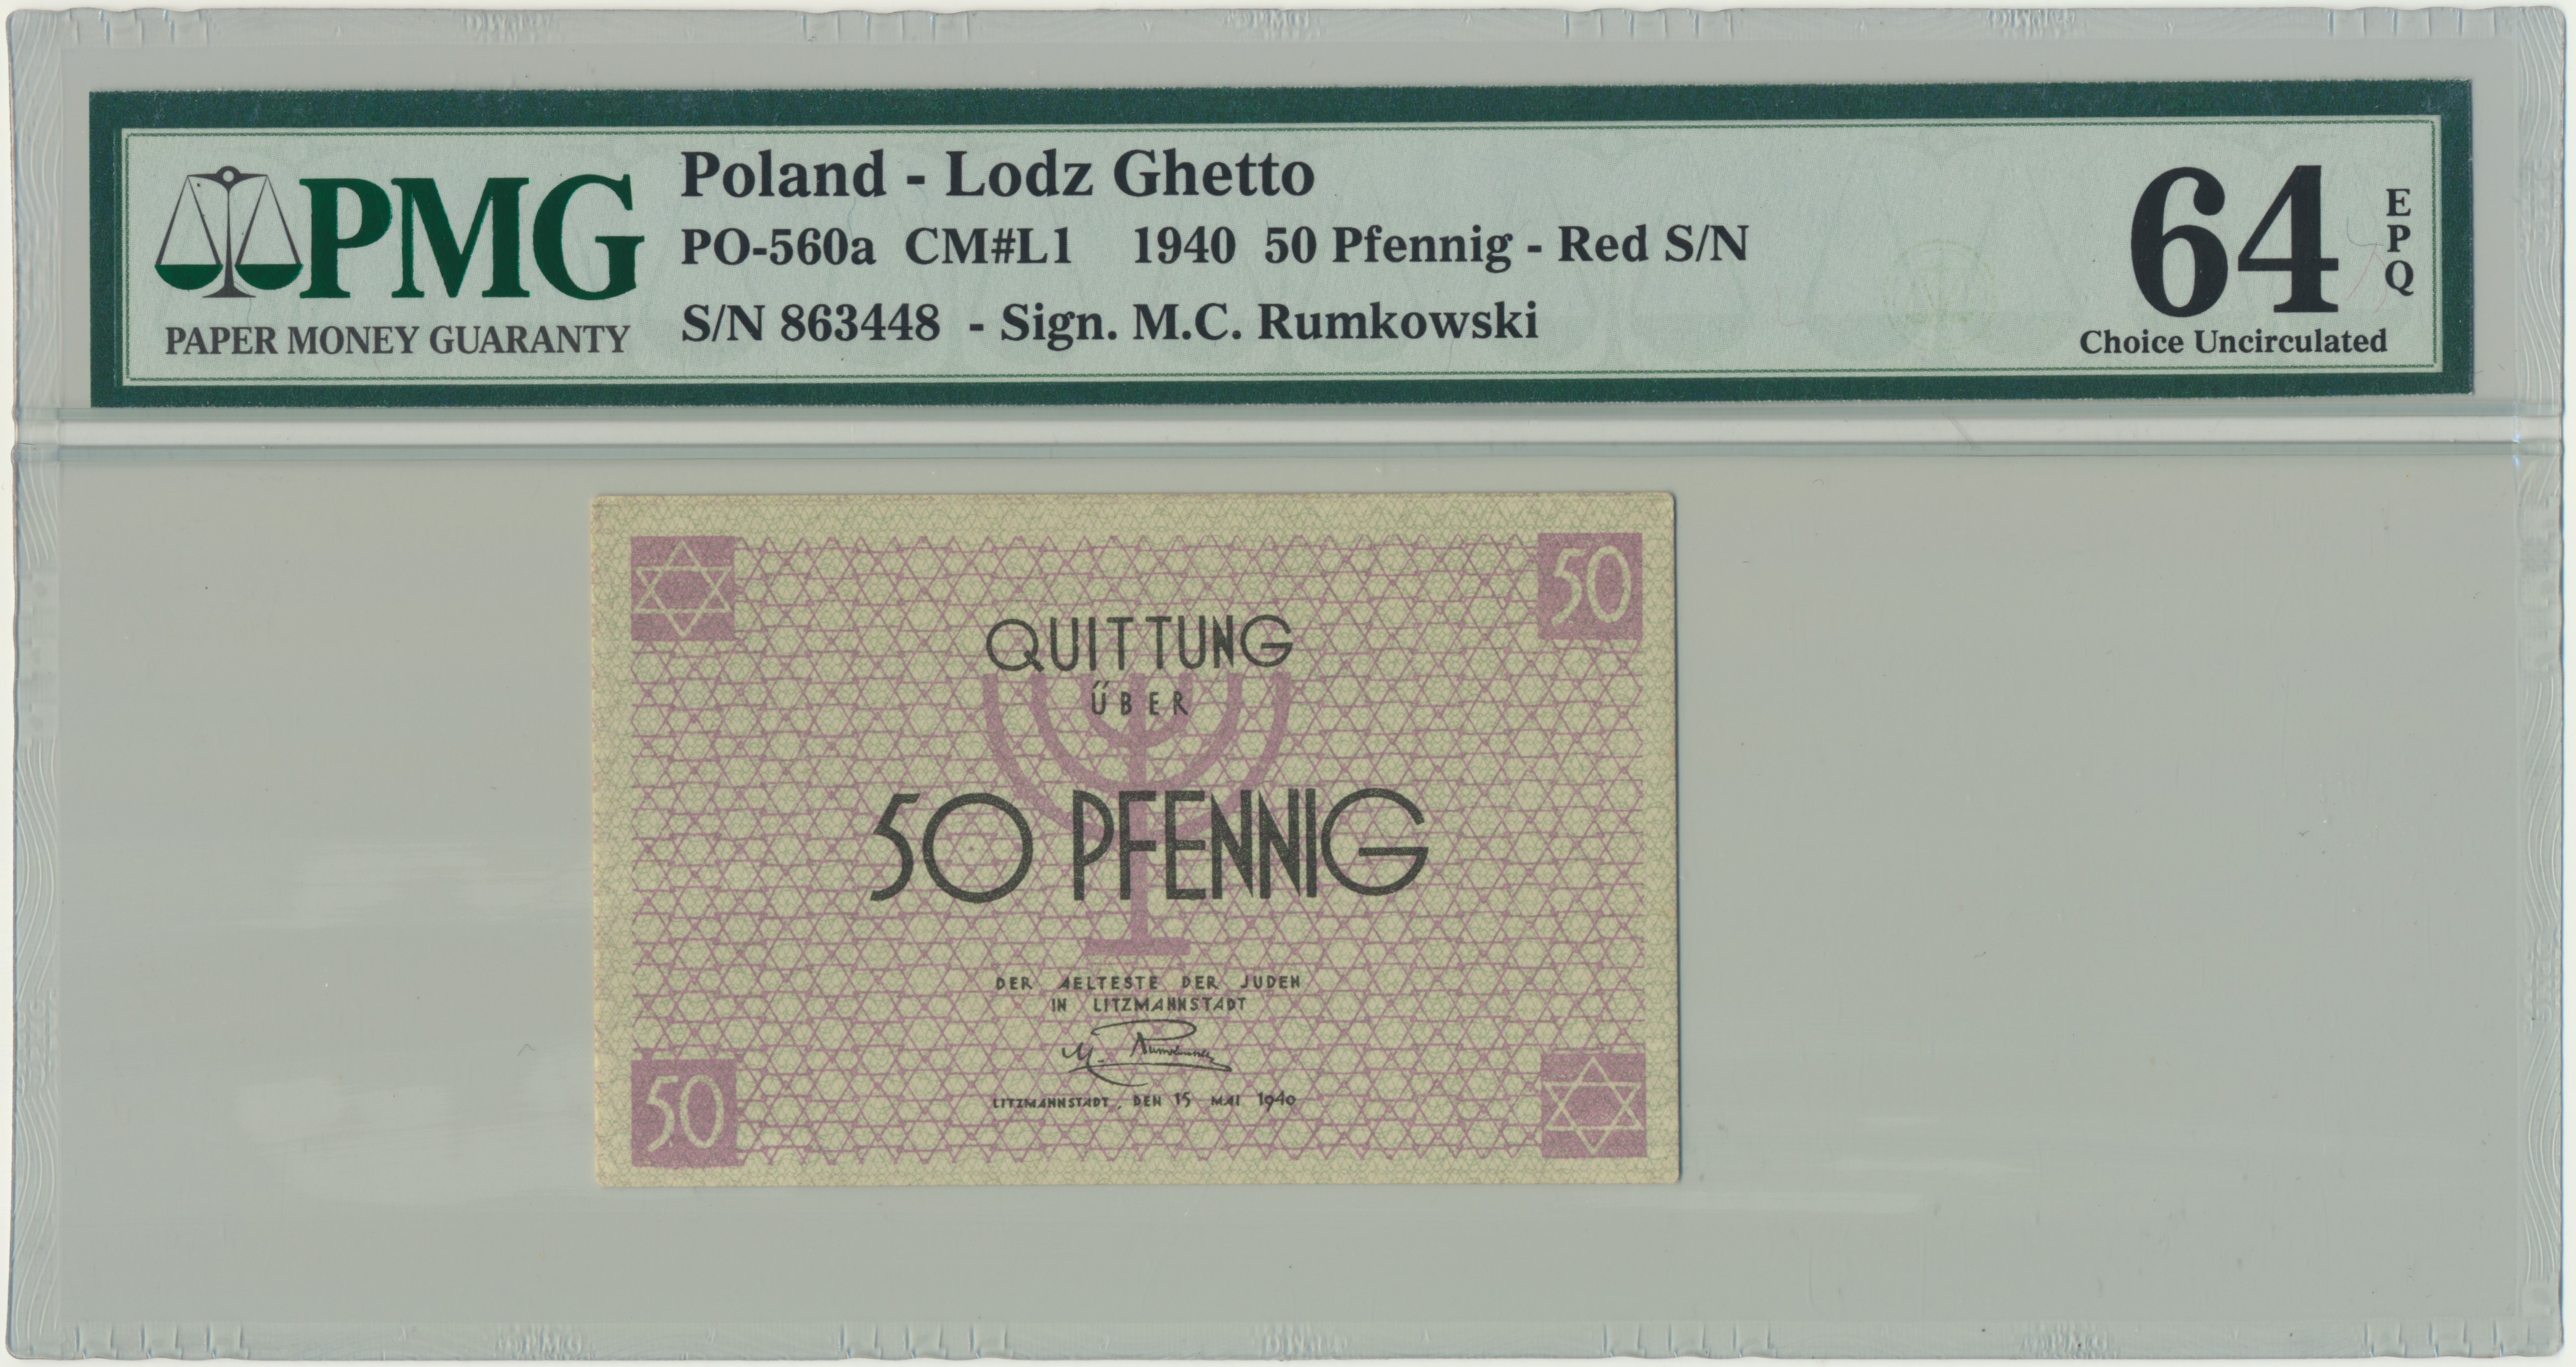 PMG
PAPER MONEY GUARANTY
Poland - Lodz Ghetto
PO-560a CM#L1 1940 50 Pfennig - Red S/N
S/N 863448 - Sign. M.C. Rumkowski
64
EPQ
Choice Uncirculated
50
QUITTUNG
ÜBER
50 PFENNIG
DER AELTESTE DER JUDEN
IN LITZMANNSTADT
M. Rumkowski
50
LITZMANNSTADT, DEN 15 MAI 1940